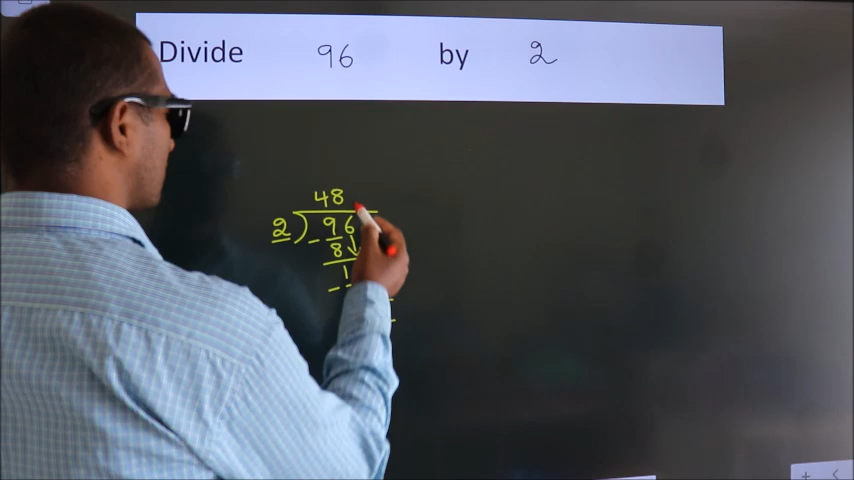 Divide 96 by 2
48
2 ) 96
- 8 ↓
1
-